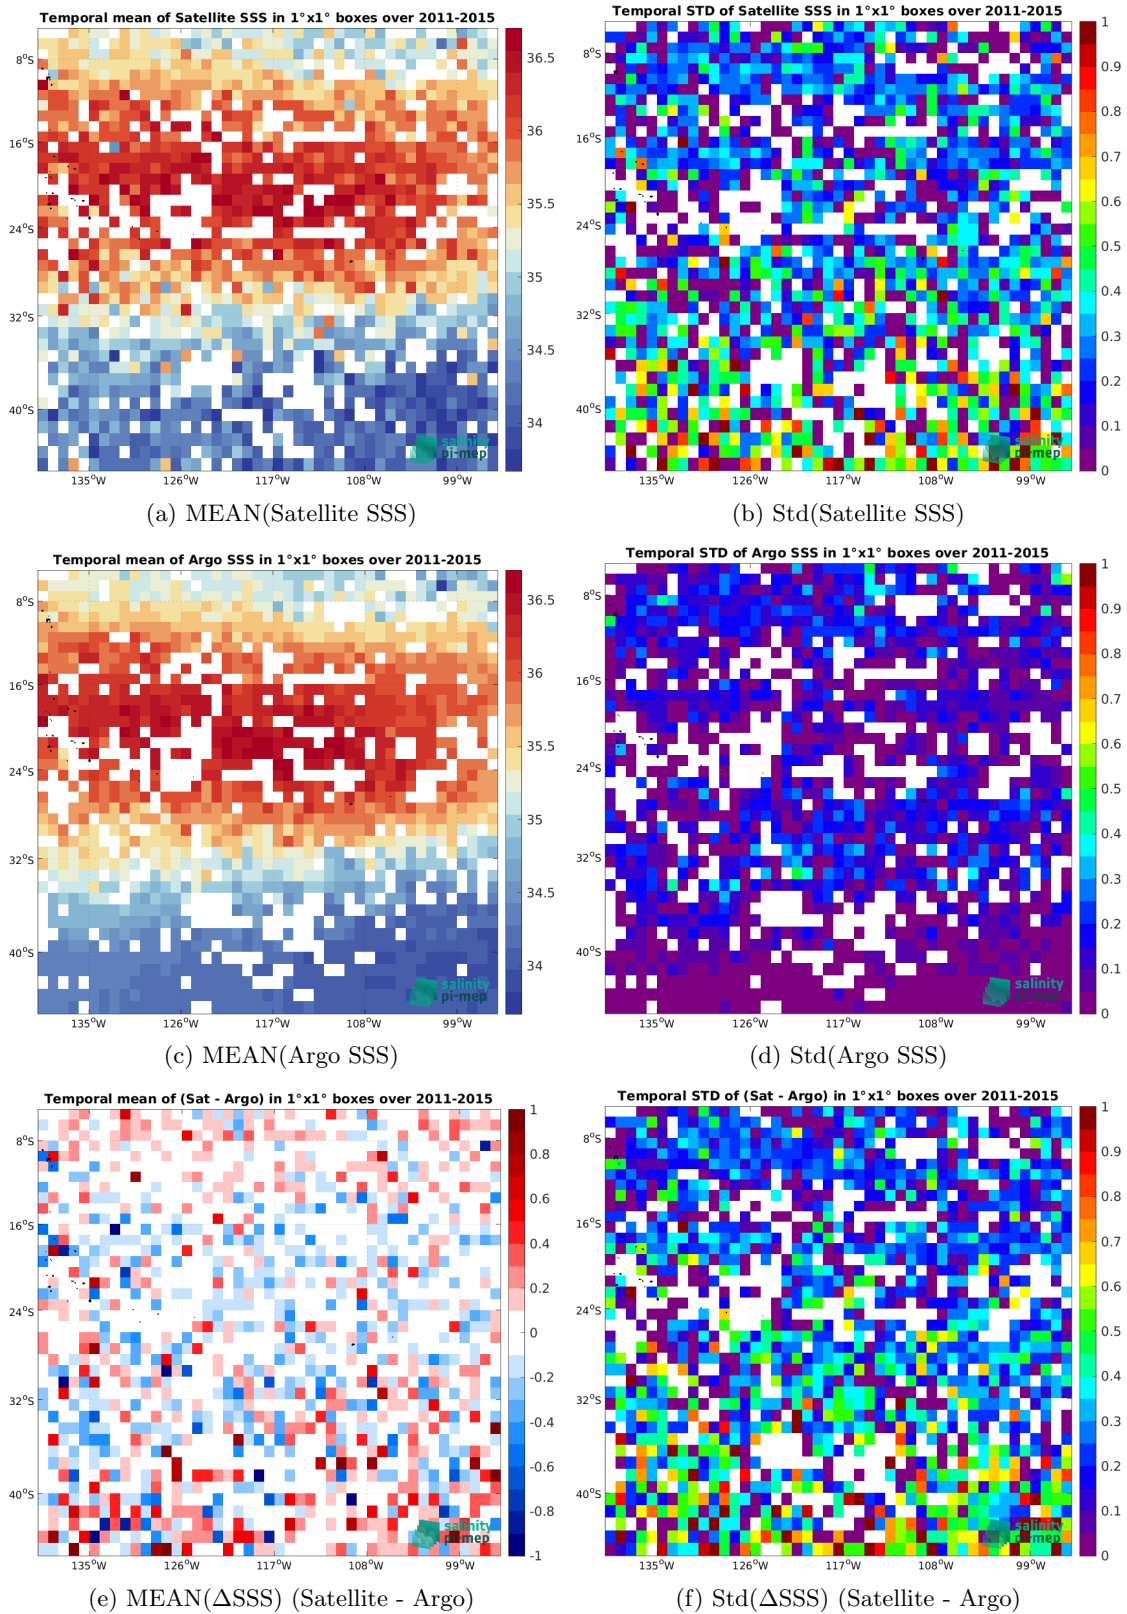 Temporal mean of Satellite SSS in 1°x1° boxes over 2011-2015
8°S
16°S
24°S
32°S
40°S
135°W 126°W 117°W 108°W 99°W
36.5
36
35.5
35
34.5
34
salinity
pi-mep
(a) MEAN(Satellite SSS)
Temporal STD of Satellite SSS in 1°x1° boxes over 2011-2015
8°S
16°S
24°S
32°S
40°S
135°W 126°W 117°W 108°W 99°W
1
0.9
0.8
0.7
0.6
0.5
0.4
0.3
0.2
0.1
0
salinity
pi-mep
(b) Std(Satellite SSS)
Temporal mean of Argo SSS in 1°x1° boxes over 2011-2015
8°S
16°S
24°S
32°S
40°S
135°W 126°W 117°W 108°W 99°W
36.5
36
35.5
35
34.5
34
salinity
pi-mep
(c) MEAN(Argo SSS)
Temporal STD of Argo SSS in 1°x1° boxes over 2011-2015
8°S
16°S
24°S
32°S
40°S
135°W 126°W 117°W 108°W 99°W
1
0.9
0.8
0.7
0.6
0.5
0.4
0.3
0.2
0.1
0
salinity
pi-mep
(d) Std(Argo SSS)
Temporal mean of (Sat - Argo) in 1°x1° boxes over 2011-2015
8°S
16°S
24°S
32°S
40°S
135°W 126°W 117°W 108°W 99°W
1
0.8
0.6
0.4
0.2
0
-0.2
-0.4
-0.6
-0.8
-1
salinity
pi-mep
(e) MEAN(ΔSSS) (Satellite - Argo)
Temporal STD of (Sat - Argo) in 1°x1° boxes over 2011-2015
8°S
16°S
24°S
32°S
40°S
135°W 126°W 117°W 108°W 99°W
1
0.9
0.8
0.7
0.6
0.5
0.4
0.3
0.2
0.1
0
salinity
pi-mep
(f) Std(ΔSSS) (Satellite - Argo)